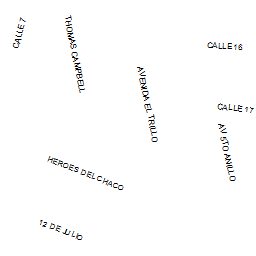 CALLE 7
THOMAS CAMPBELL
CALLE 16
AVENIDA EL TRILLO
CALLE 17
AV 5TO ANILLO
HEROES DEL CHACO
12 DE JULIO